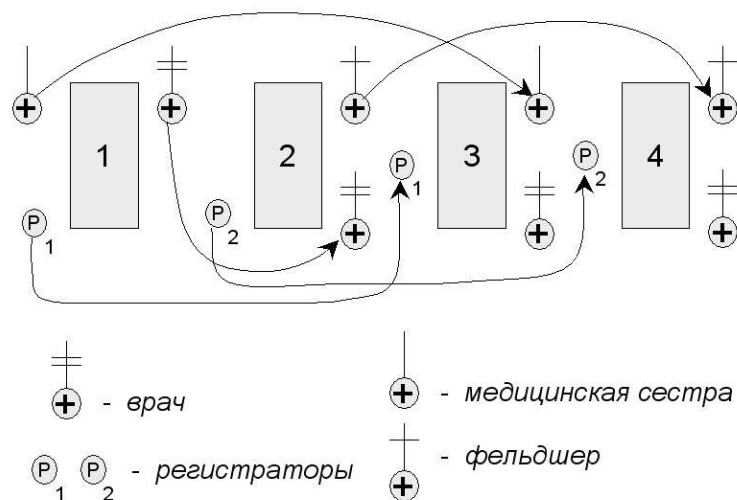 1 2 3 4
Р 1
Р 2
Р 1
Р 2
- врач
- медицинская сестра
Р 1 Р 2 - регистраторы
- фельдшер